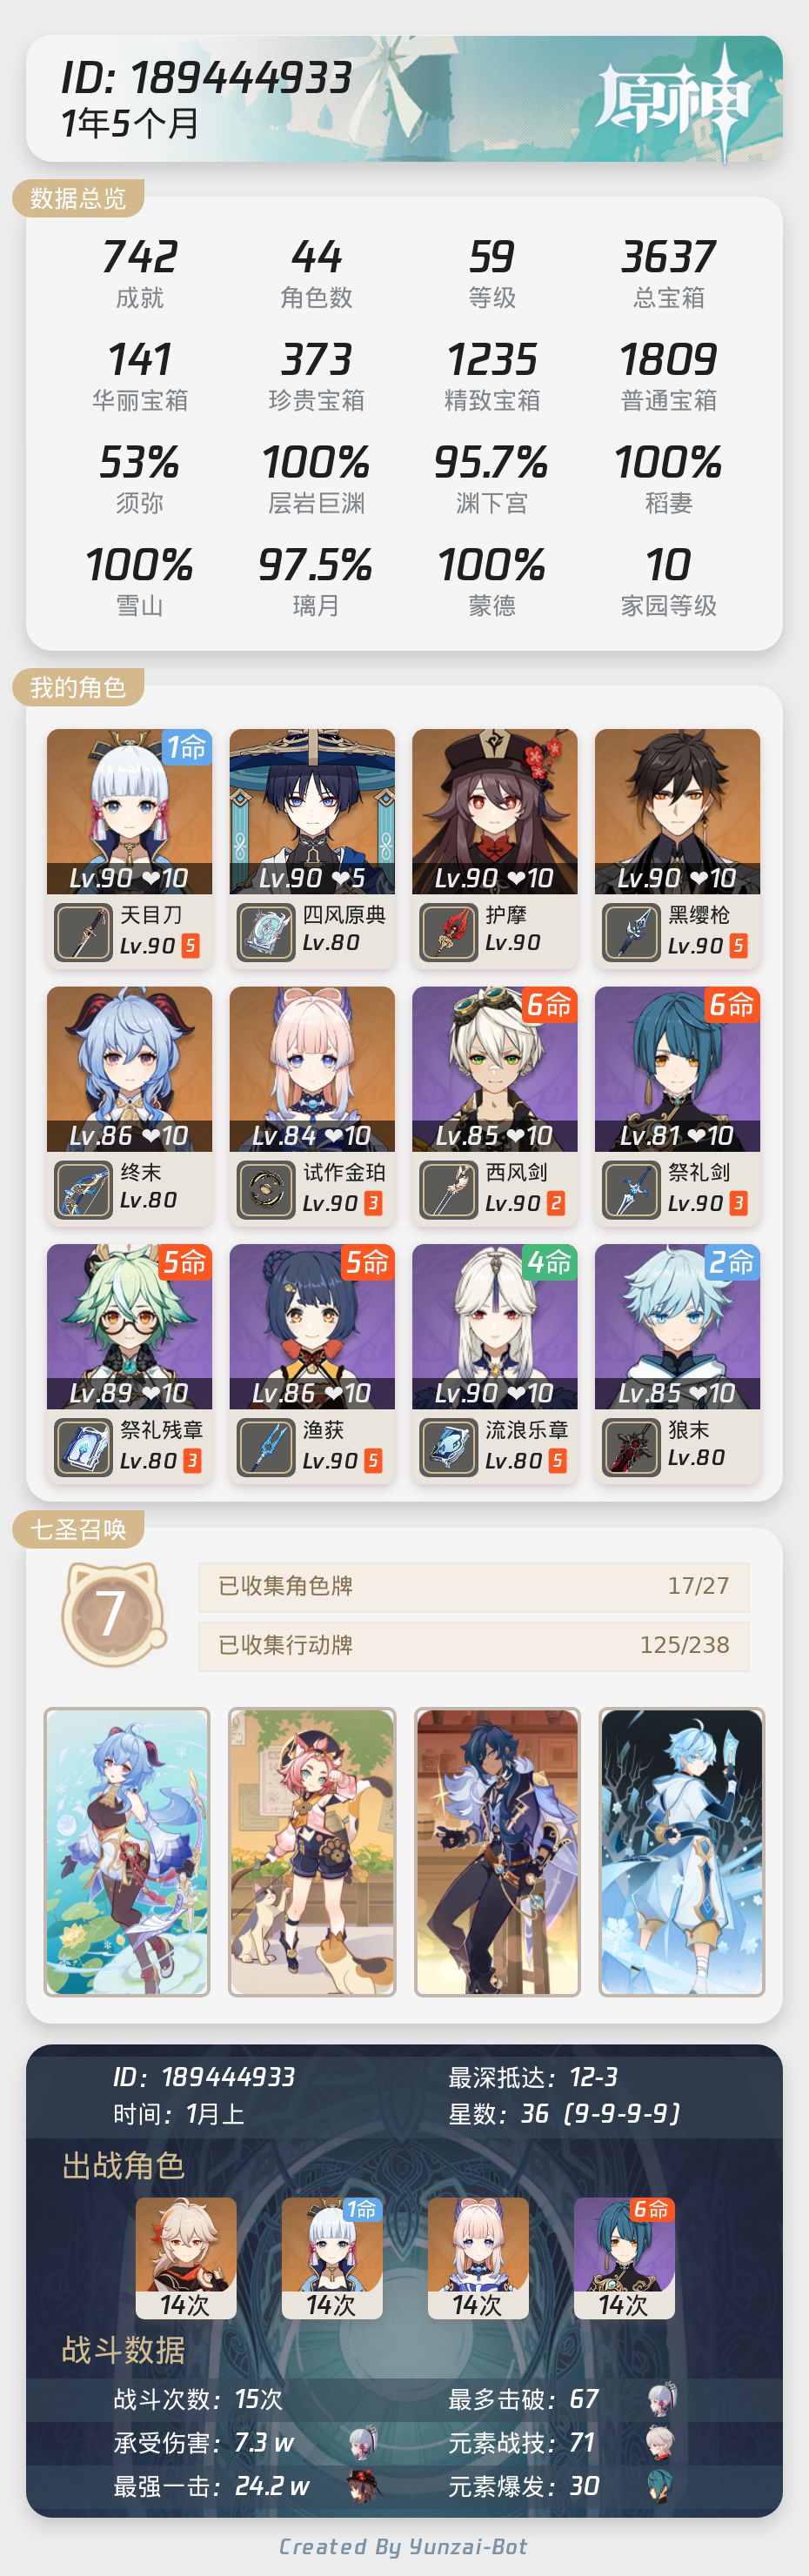 ID: 189444933
1年5个月
原神
数据总览
742 44 59 3637
成就 角色数 等级 总宝箱
141 373 1235 1809
华丽宝箱 珍贵宝箱 精致宝箱 普通宝箱
53% 100% 95.7% 100%
须弥 层岩巨渊 渊下宫 稻妻
100% 97.5% 100% 10
雪山 璃月 蒙德 家园等级
我的角色
1命
Lv.90 ❤10 Lv.90 ❤5 Lv.90 ❤10 Lv.90 ❤10
天目刀 四风原典 护摩 黑缨枪
Lv.90 5 Lv.80 Lv.90 Lv.90 5
6命 6命
Lv.86 ❤10 Lv.84 ❤10 Lv.85 ❤10 Lv.81 ❤10
终末 试作金珀 西风剑 祭礼剑
Lv.80 Lv.90 3 Lv.90 2 Lv.90 3
5命 5命 4命 2命
Lv.89 ❤10 Lv.86 ❤10 Lv.90 ❤10 Lv.85 ❤10
祭礼残章 渔获 流浪乐章 狼末
Lv.80 3 Lv.90 5 Lv.80 5 Lv.80
七圣召唤
7
已收集角色牌 17/27
已收集行动牌 125/238
ID：189444933 最深抵达：12-3
时间：1月上 星数：36 (9-9-9-9)
出战角色
1命 6命
14次 14次 14次 14次
战斗数据
战斗次数：15次 最多击破：67
承受伤害：7.3 w 元素战技：71
最强一击：24.2 w 元素爆发：30
Created By Yunzai-Bot